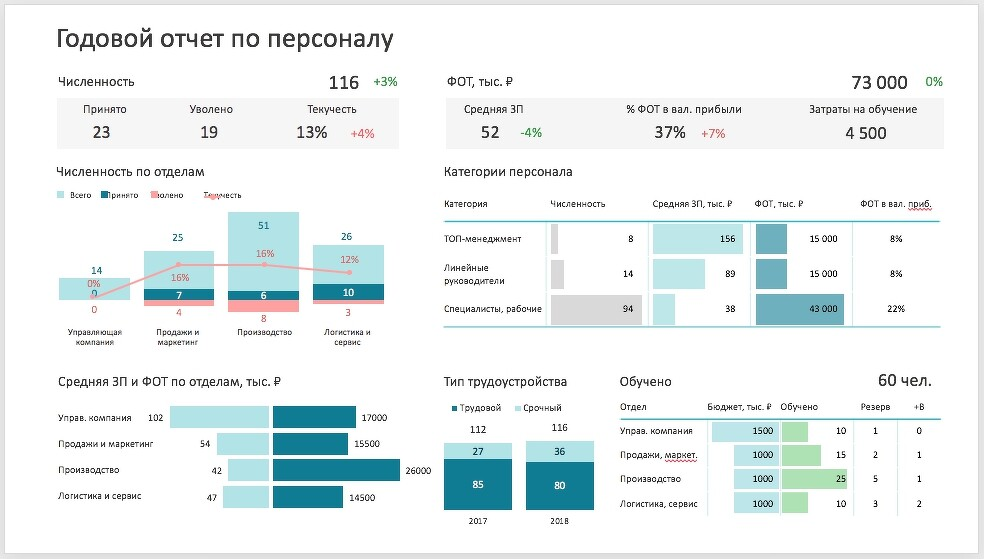 Годовой отчет по персоналу
Численность 116 +3%
Принято Уволено Текучесть
23 19 13% +4%
ФОТ, тыс. ₽ 73 000 0%
Средняя ЗП % ФОТ в вал. прибыли Затраты на обучение
52 -4% 37% +7% 4 500
Численность по отделам
Всего Принято Уволено Текучесть
14 25 51 26
0% 16% 16% 12%
0 7 6 10
0 4 8 3
Управляющая компания
Продажи и маркетинг
Производство
Логистика и сервис
Категории персонала
Категория Численность Средняя ЗП, тыс. ₽ ФОТ, тыс. ₽ ФОТ в вал. приб.
ТОП-менеджмент 8 156 15 000 8%
Линейные руководители 14 89 15 000 8%
Специалисты, рабочие 94 38 43 000 22%
Средняя ЗП и ФОТ по отделам, тыс. ₽
Управ. компания 102 17000
Продажи и маркетинг 54 15500
Производство 42 26000
Логистика и сервис 47 14500
Тип трудоустройства
Трудовой Срочный
112 116
27 36
85 80
2017 2018
Обучено 60 чел.
Отдел Бюджет, тыс. ₽ Обучено Резерв +В
Управ. компания 1500 10 1 0
Продажи, маркет. 1000 15 2 1
Производство 1000 25 5 1
Логистика, сервис 1000 10 3 2